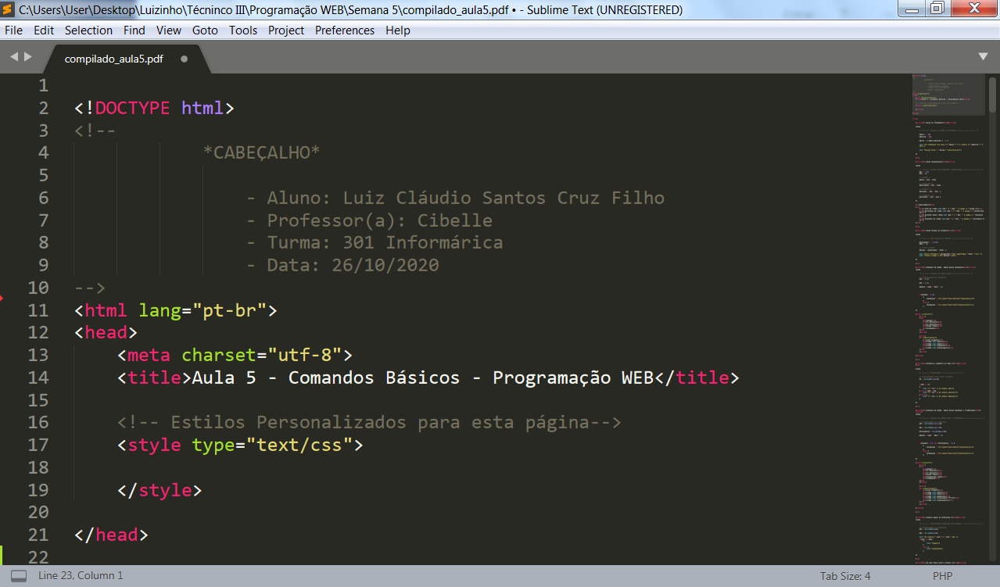 C:\Users\User\Desktop\Luizinho\Técninco III\Programação WEB\Semana 5\compilado_aula5.pdf • - Sublime Text (UNREGISTERED)
File Edit Selection Find View Goto Tools Project Preferences Help
compilado_aula5.pdf
1
2 <!DOCTYPE html>
3 <!--
4 *CABEÇALHO*
5
6 - Aluno: Luiz Cláudio Santos Cruz Filho
7 - Professor(a): Cibelle
8 - Turma: 301 Informárica
9 - Data: 26/10/2020
10 -->
11 <html lang="pt-br">
12 <head>
13 <meta charset="utf-8">
14 <title>Aula 5 - Comandos Básicos - Programação WEB</title>
15
16 <!-- Estilos Personalizados para esta página-->
17 <style type="text/css">
18
19 </style>
20
21 </head>
22
Line 23, Column 1 Tab Size: 4 PHP